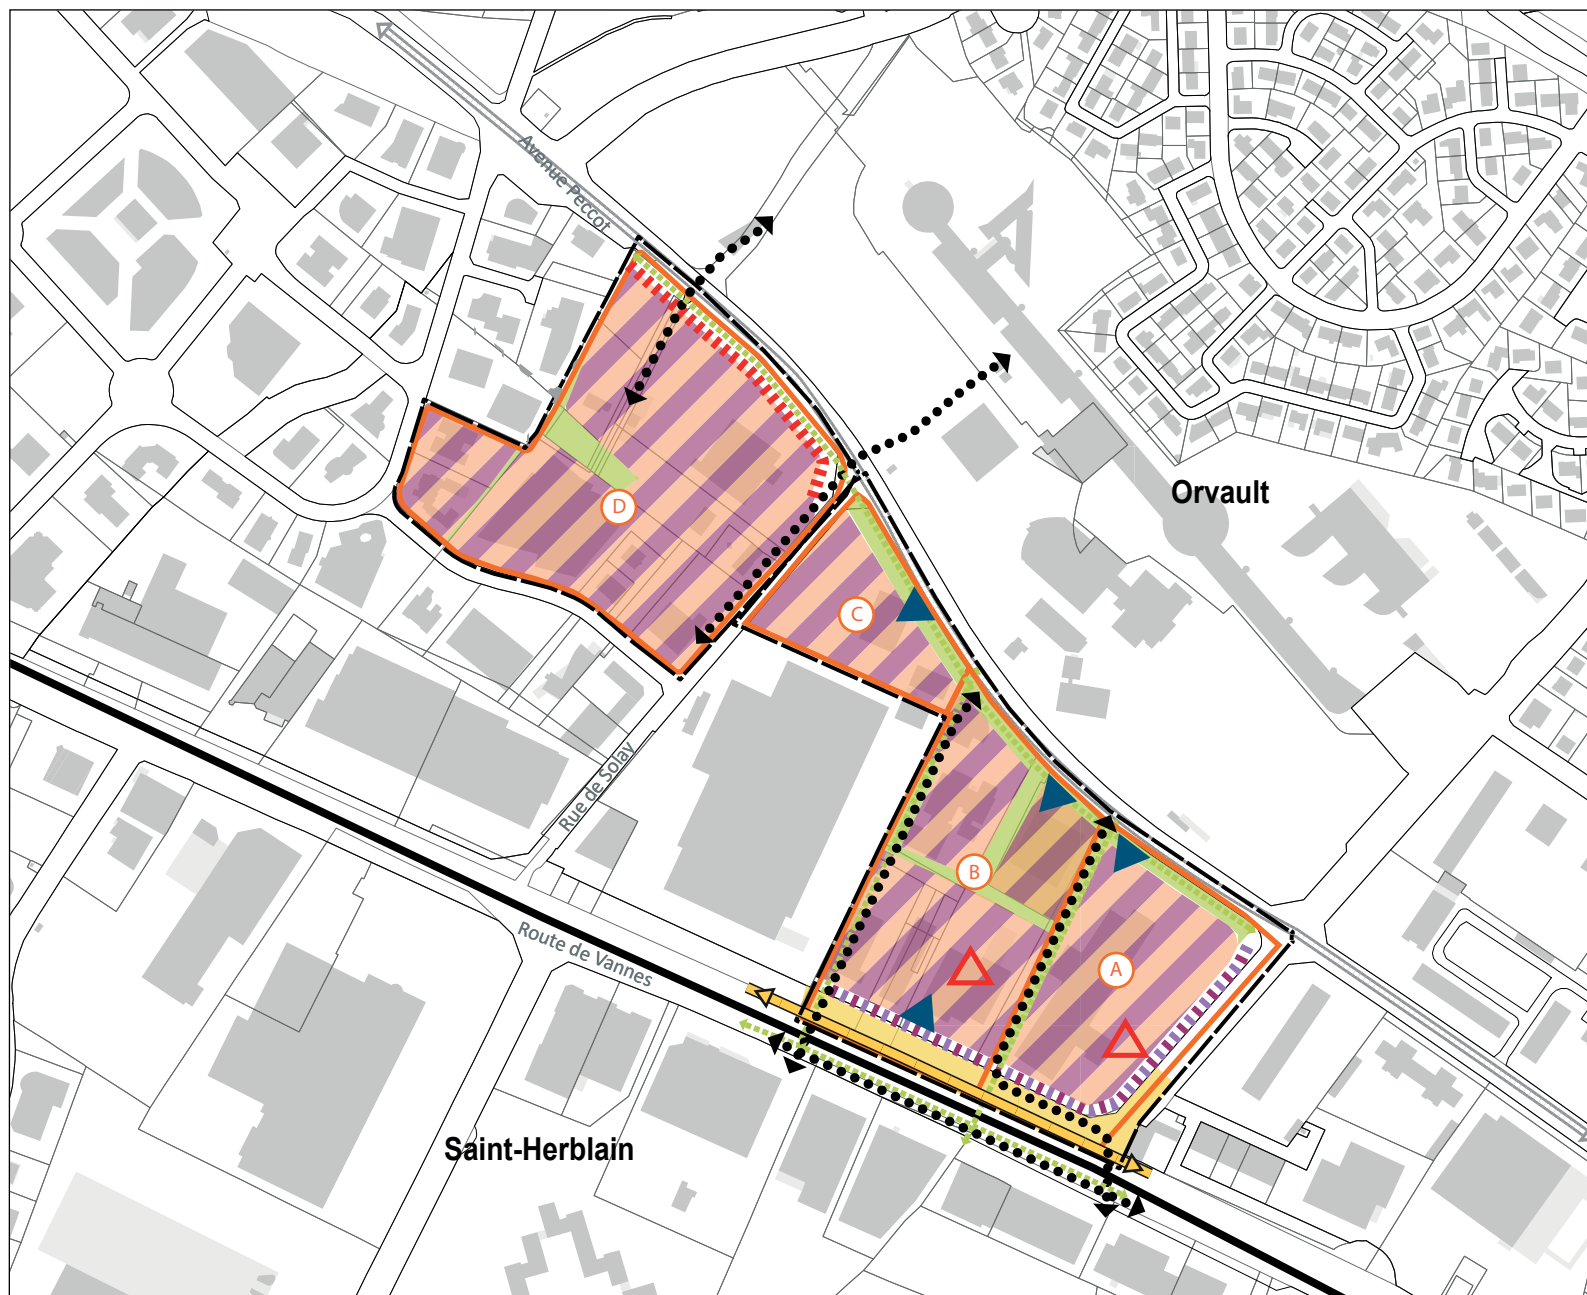 Avenue Peccot
Orvault
D
C
Rue de Solay
B
Route de Vannes
A
Saint-Herblain